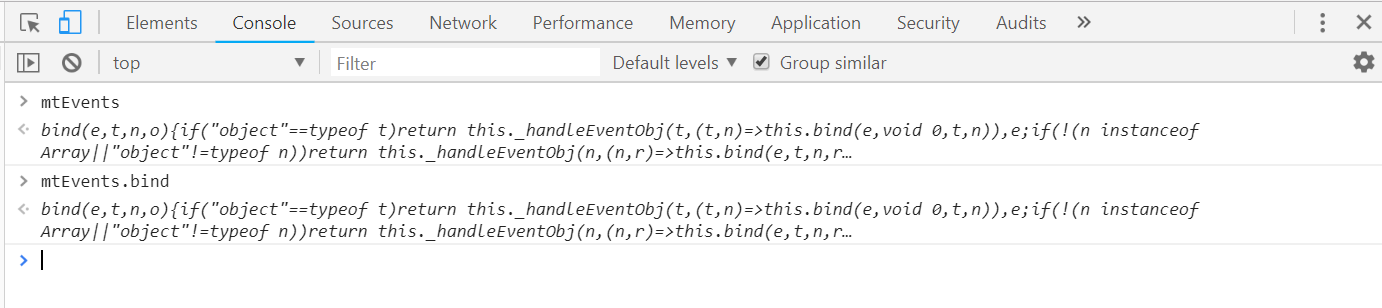 Elements Console Sources Network Performance Memory Application Security Audits »
top Filter Default levels Group similar
> mtEvents
bind(e,t,n,o){if("object"==typeof t)return this._handleEventObj(t,(t,n)=>this.bind(e,void 0,t,n)),e;if(!(n instanceof
Array||"object"!=typeof n))return this._handleEventObj(n,(n,r)=>this.bind(e,t,n,r…
> mtEvents.bind
bind(e,t,n,o){if("object"==typeof t)return this._handleEventObj(t,(t,n)=>this.bind(e,void 0,t,n)),e;if(!(n instanceof
Array||"object"!=typeof n))return this._handleEventObj(n,(n,r)=>this.bind(e,t,n,r…
>